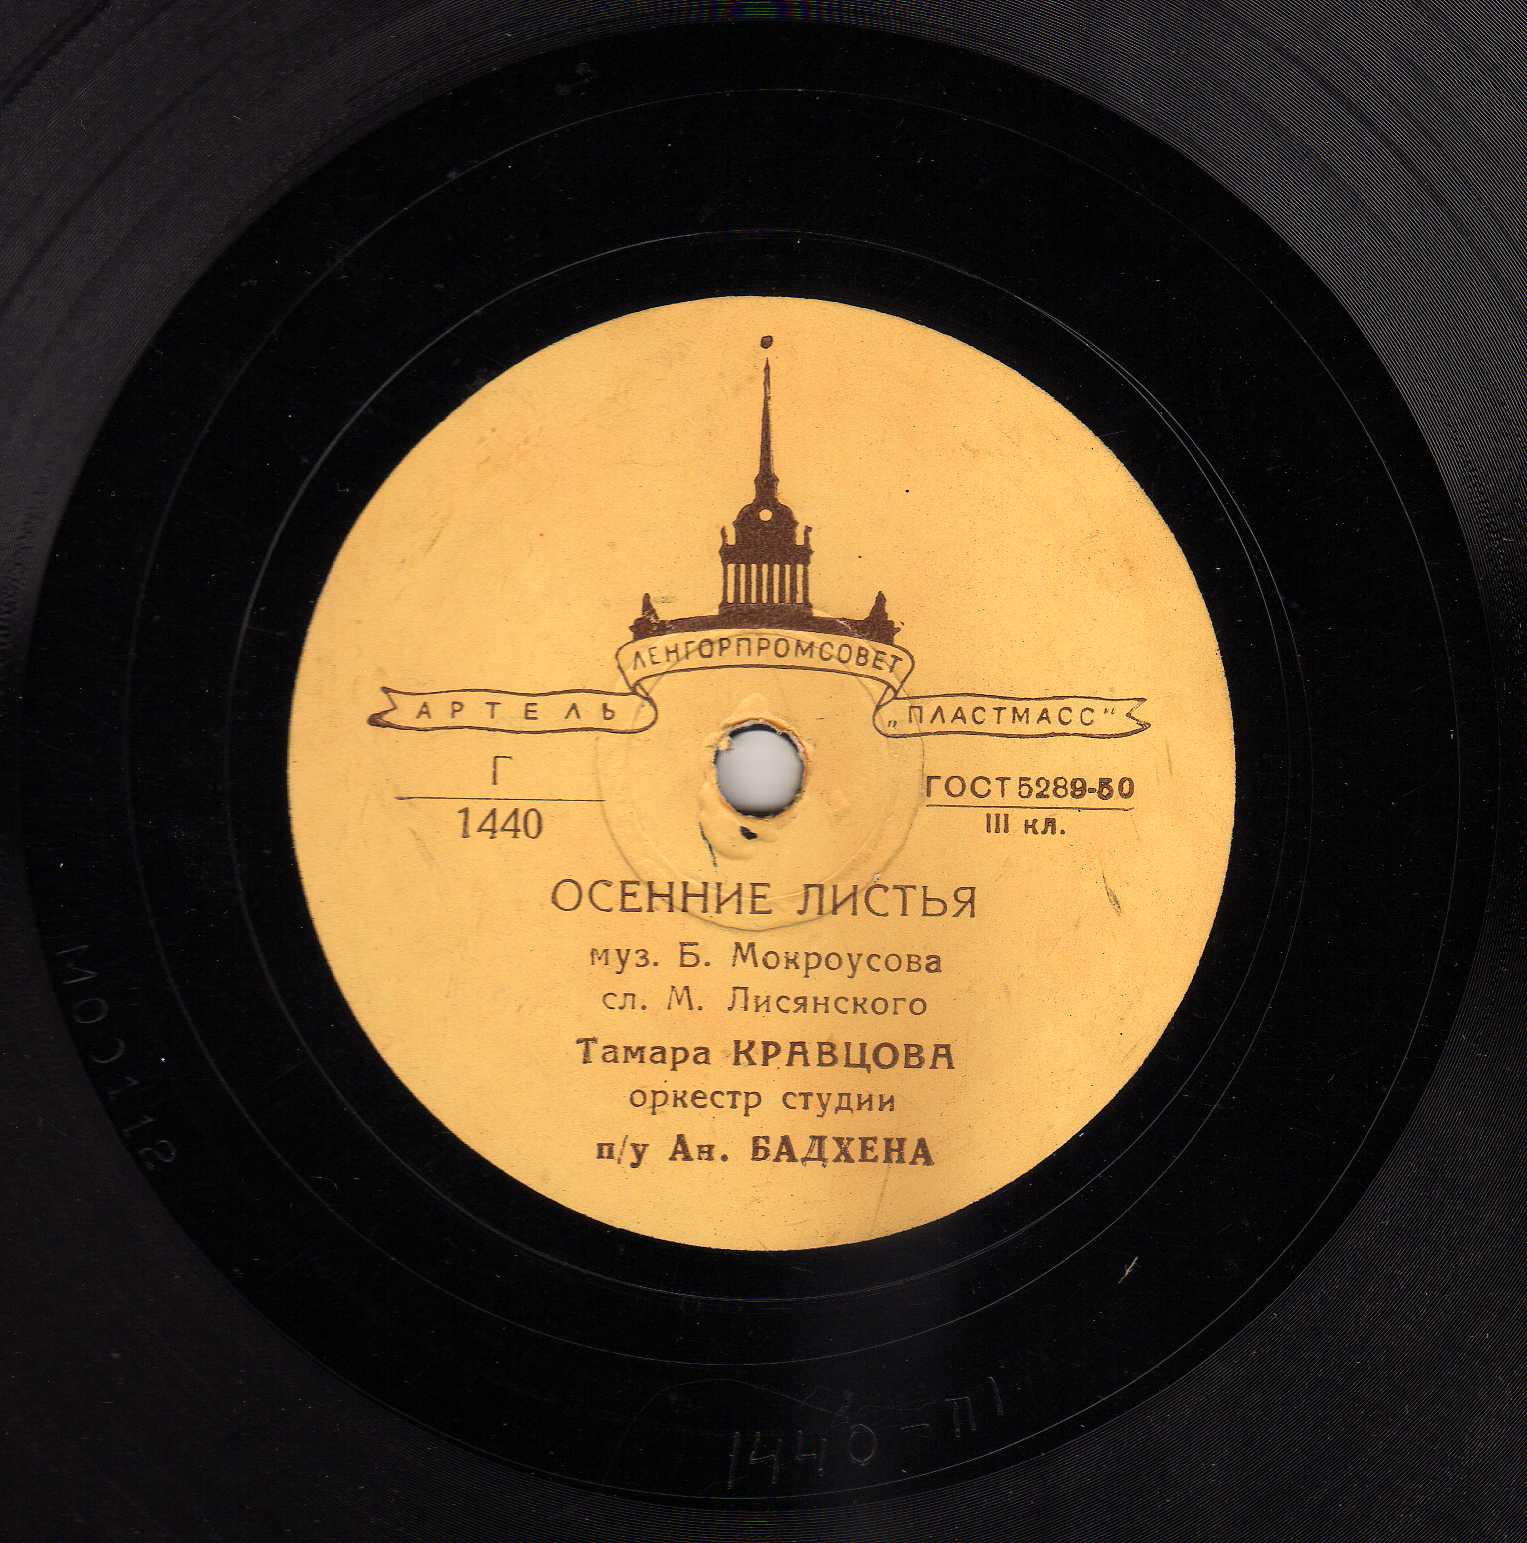 ЛЕНГОРПРОМСОВЕТ
АРТЕЛЬ „ПЛАСТМАСС“
Г
1440
ГОСТ 5289-50
III кл.
ОСЕННИЕ ЛИСТЬЯ
муз. Б. Мокроусова
сл. М. Лисянского
Тамара КРАВЦОВА
оркестр студии
п/у Ан. БАДХЕНА
1440-П1